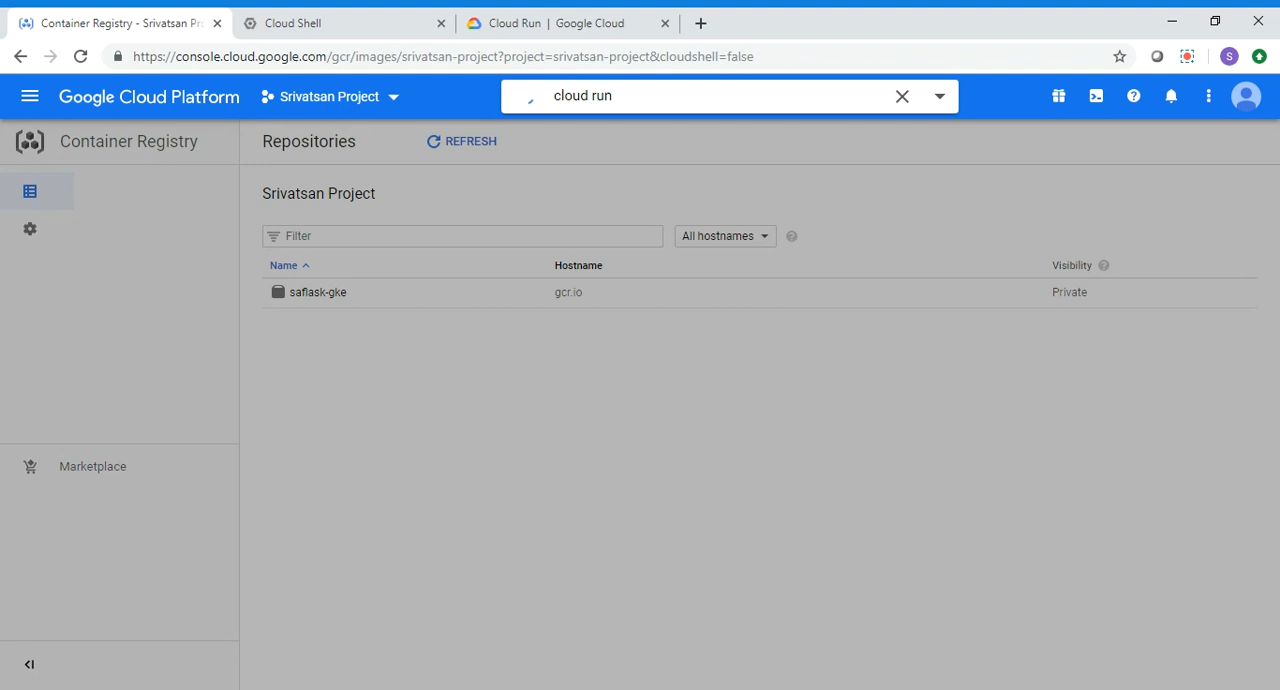 Container Registry - Srivatsan Pro
Cloud Shell
Cloud Run | Google Cloud
https://console.cloud.google.com/gcr/images/srivatsan-project?project=srivatsan-project&cloudshell=false
S
Google Cloud Platform
Srivatsan Project
cloud run
Container Registry
Repositories
REFRESH
Srivatsan Project
Filter
All hostnames
Name
Hostname
Visibility
saflask-gke
gcr.io
Private
Marketplace